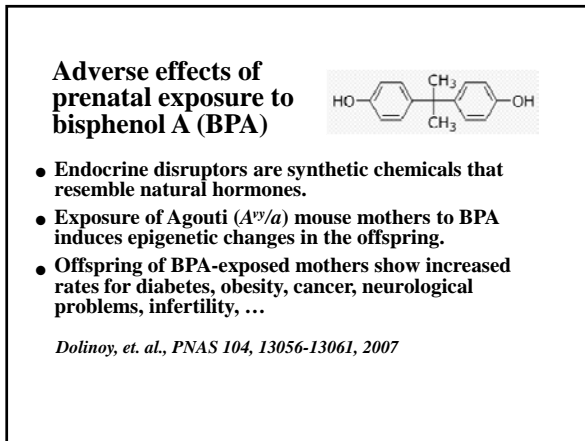 Adverse effects of
prenatal exposure to
bisphenol A (BPA)
CH₃
HO
OH
CH₃
● Endocrine disruptors are synthetic chemicals that
resemble natural hormones.
● Exposure of Agouti (Aᵛʸ/a) mouse mothers to BPA
induces epigenetic changes in the offspring.
● Offspring of BPA-exposed mothers show increased
rates for diabetes, obesity, cancer, neurological
problems, infertility, …
Dolinoy, et. al., PNAS 104, 13056-13061, 2007